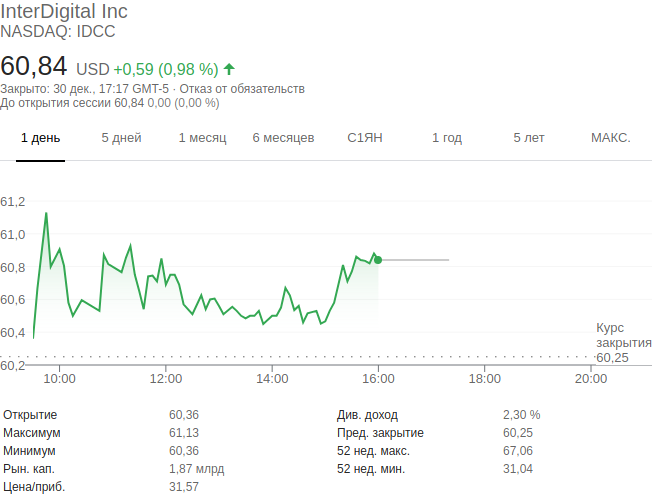 InterDigital Inc
NASDAQ: IDCC
60,84 USD +0,59 (0,98 %)
Закрыто: 30 дек., 17:17 GMT-5 · Отказ от обязательств
До открытия сессии 60,84 0,00 (0,00 %)
1 день 5 дней 1 месяц 6 месяцев С1ЯН 1 год 5 лет МАКС.
61,2
61,0
60,8
60,6
60,4
60,2
Курс
закрытия
60,25
10:00 12:00 14:00 16:00 18:00 20:00
Открытие 60,36 Див. доход 2,30 %
Максимум 61,13 Пред. закрытие 60,25
Минимум 60,36 52 нед. макс. 67,06
Рын. кап. 1,87 млрд 52 нед. мин. 31,04
Цена/приб. 31,57